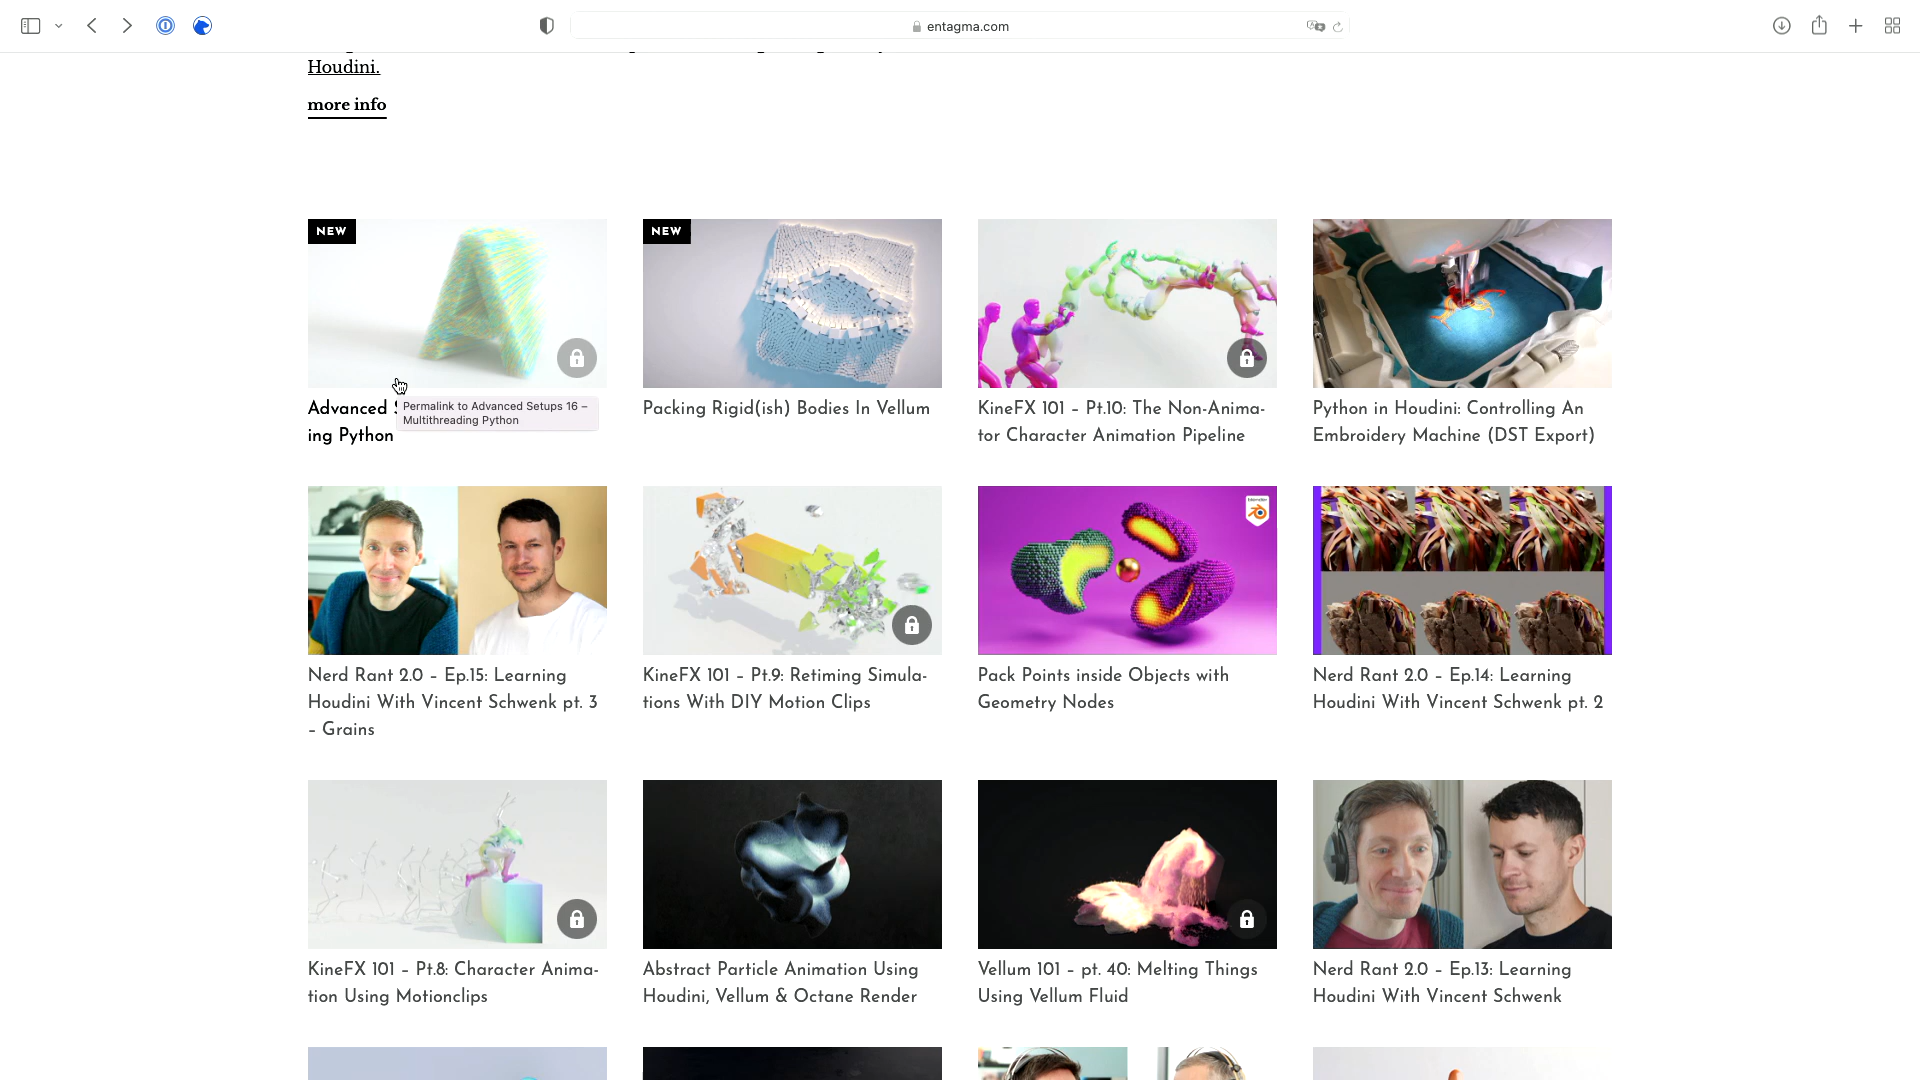 entagma.com
Houdini.
more info
NEW
NEW
Advanced S
ing Python
Permalink to Advanced Setups 16 –
Multithreading Python
Packing Rigid(ish) Bodies In Vellum
KineFX 101 – Pt.10: The Non-Anima-
tor Character Animation Pipeline
Python in Houdini: Controlling An
Embroidery Machine (DST Export)
Nerd Rant 2.0 – Ep.15: Learning
Houdini With Vincent Schwenk pt. 3
– Grains
KineFX 101 – Pt.9: Retiming Simula-
tions With DIY Motion Clips
Pack Points inside Objects with
Geometry Nodes
Nerd Rant 2.0 – Ep.14: Learning
Houdini With Vincent Schwenk pt. 2
KineFX 101 – Pt.8: Character Anima-
tion Using Motionclips
Abstract Particle Animation Using
Houdini, Vellum & Octane Render
Vellum 101 – pt. 40: Melting Things
Using Vellum Fluid
Nerd Rant 2.0 – Ep.13: Learning
Houdini With Vincent Schwenk